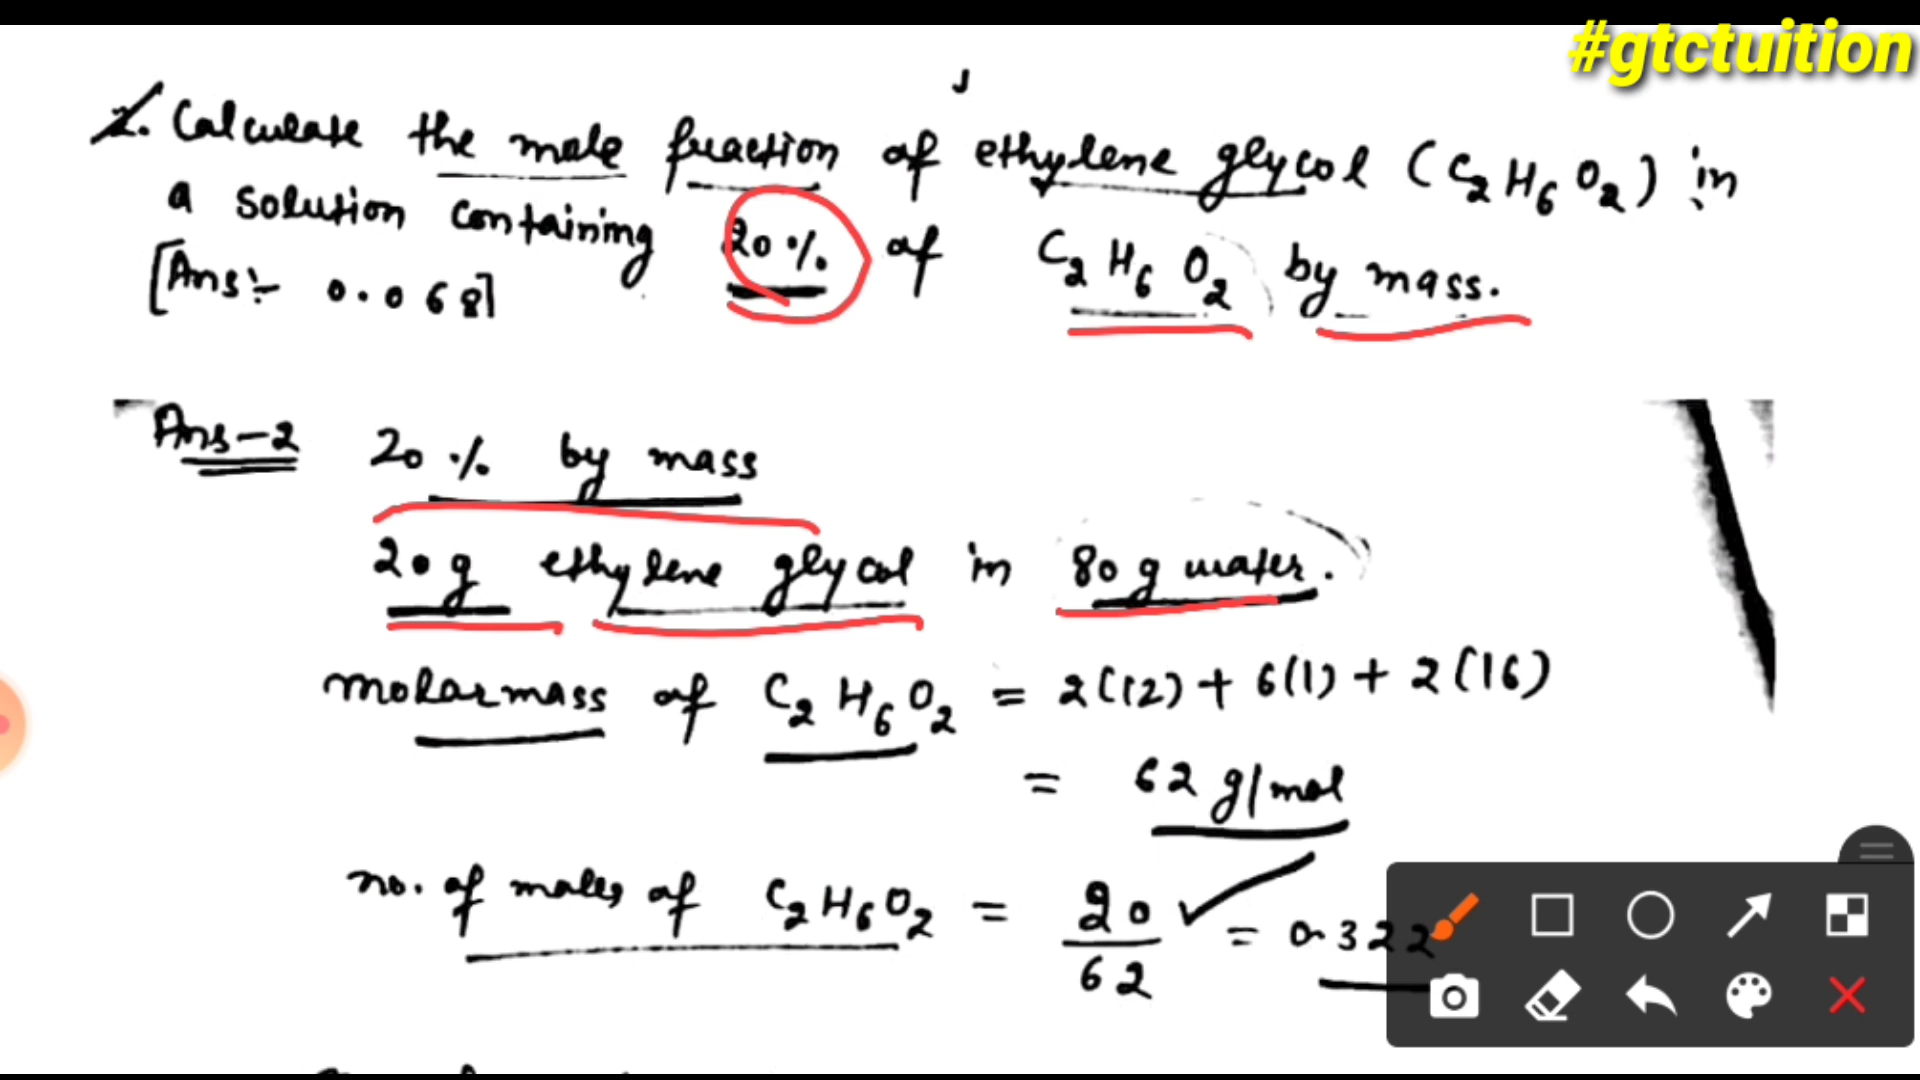 #gtctuition
2. Calculate the mole fraction of ethylene glycol (C₂H₆O₂) in
a solution containing 20% of C₂H₆O₂ by mass.
[Ans:- 0.068]
Ans-2 20% by mass
20g ethylene glycol in 80g water.
molarmass of C₂H₆O₂ = 2(12) + 6(1) + 2(16)
= 62 g/mol
no. of moles of C₂H₆O₂ = 20/62 = 0.322